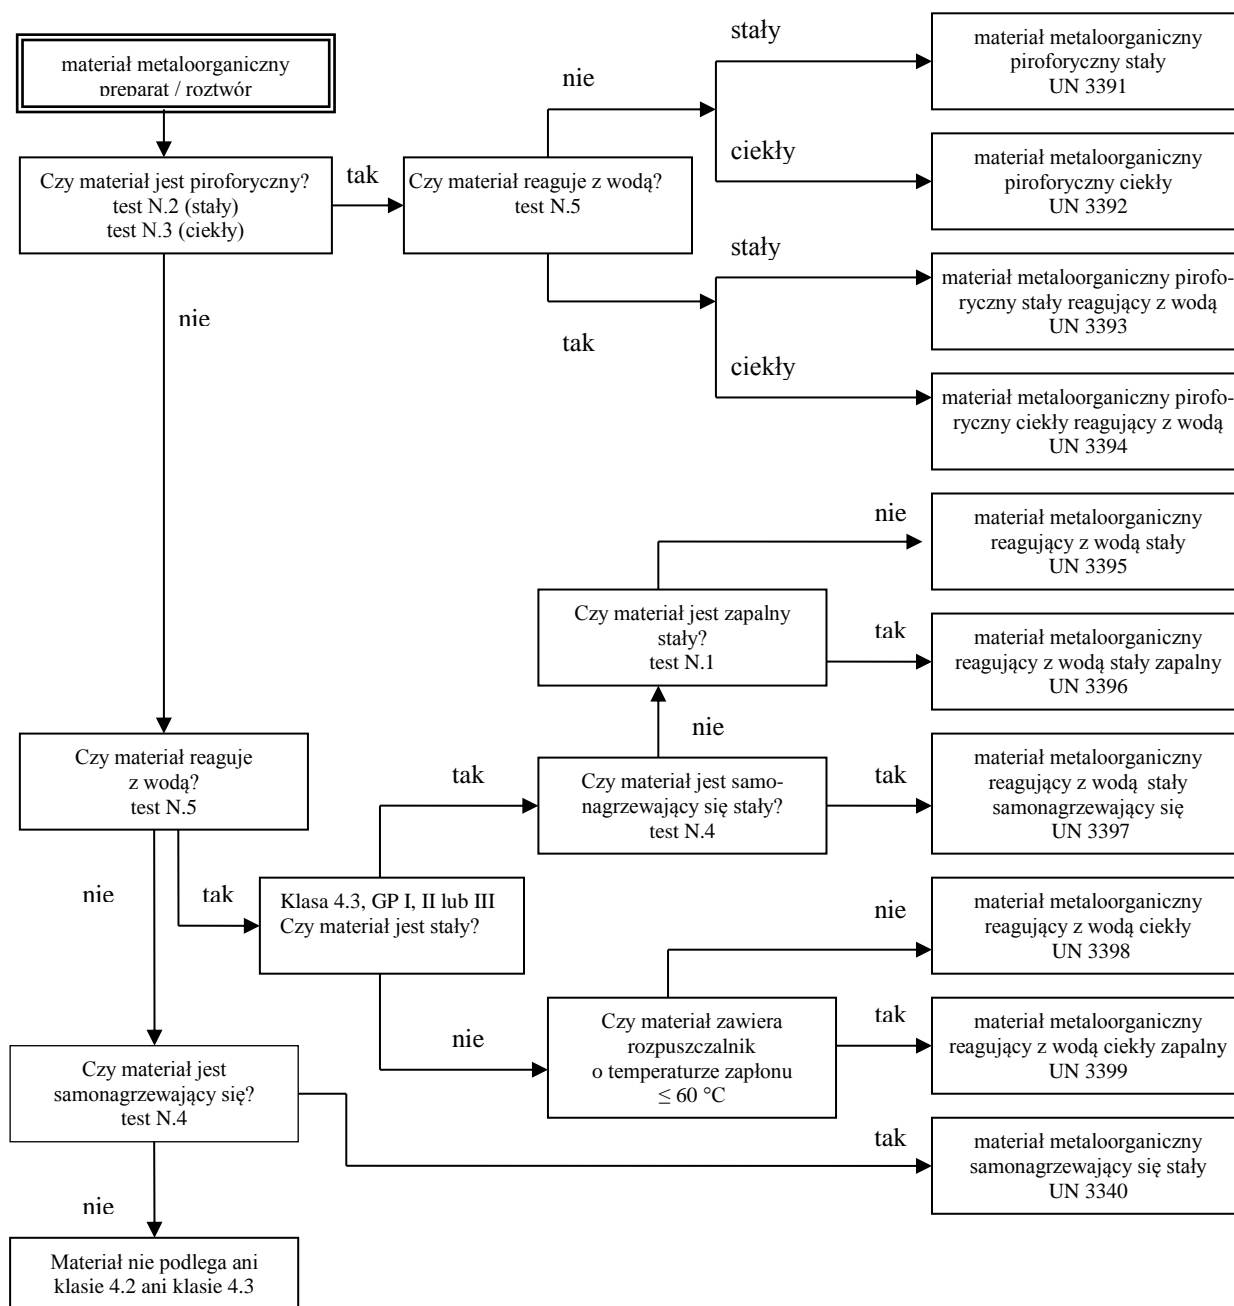 materiał metaloorganiczny
preparat / roztwór
Czy materiał jest piroforyczny?
test N.2 (stały)
test N.3 (ciekły)
tak
Czy materiał reaguje z wodą?
test N.5
nie
stały
materiał metaloorganiczny
piroforyczny stały
UN 3391
ciekły
materiał metaloorganiczny
piroforyczny ciekły
UN 3392
tak
stały
materiał metaloorganiczny pirofo-
ryczny stały reagujący z wodą
UN 3393
ciekły
materiał metaloorganiczny pirofo-
ryczny ciekły reagujący z wodą
UN 3394
nie
Czy materiał reaguje
z wodą?
test N.5
tak
Klasa 4.3, GP I, II lub III
Czy materiał jest stały?
tak
Czy materiał jest samo-
nagrzewający się stały?
test N.4
nie
Czy materiał jest zapalny
stały?
test N.1
nie
materiał metaloorganiczny
reagujący z wodą stały
UN 3395
tak
materiał metaloorganiczny
reagujący z wodą stały zapalny
UN 3396
tak
materiał metaloorganiczny
reagujący z wodą stały
samonagrzewający się
UN 3397
nie
Czy materiał zawiera
rozpuszczalnik
o temperaturze zapłonu
≤ 60 °C
nie
materiał metaloorganiczny
reagujący z wodą ciekły
UN 3398
tak
materiał metaloorganiczny
reagujący z wodą ciekły zapalny
UN 3399
nie
Czy materiał jest
samonagrzewający się?
test N.4
tak
materiał metaloorganiczny
samonagrzewający się stały
UN 3340
nie
Materiał nie podlega ani
klasie 4.2 ani klasie 4.3